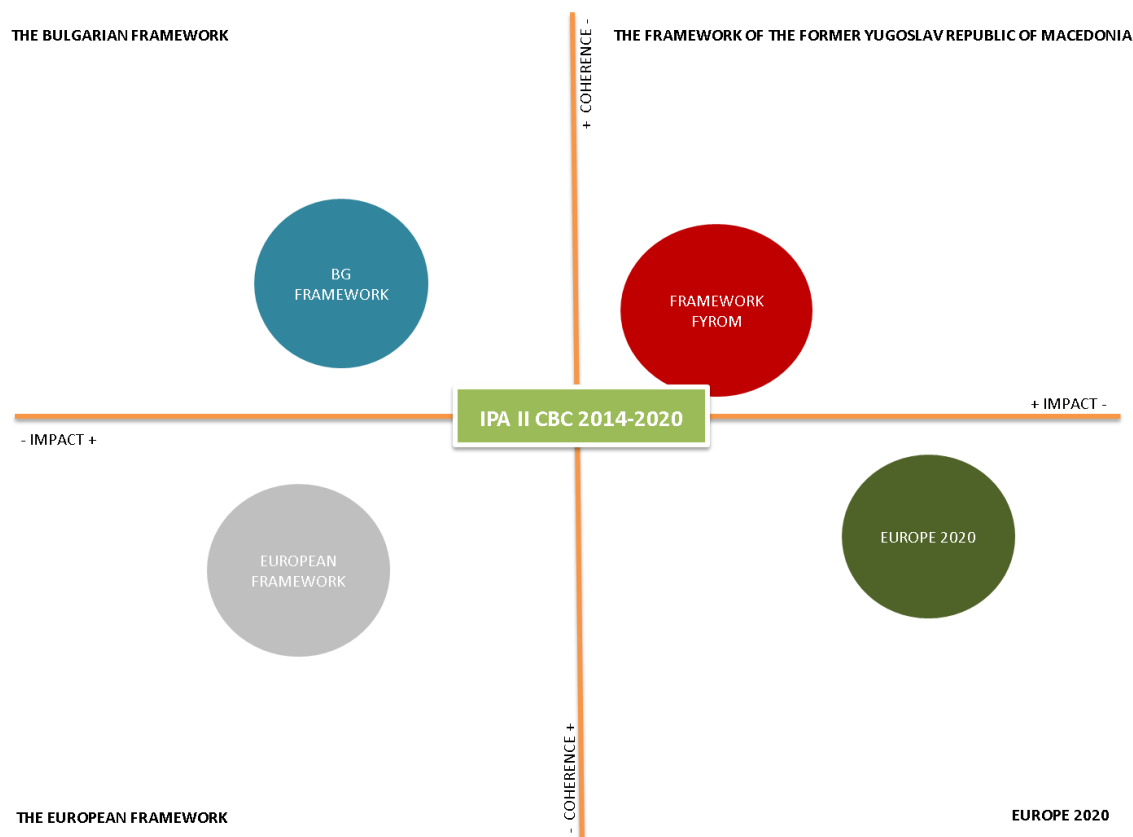 THE BULGARIAN FRAMEWORK
THE FRAMEWORK OF THE FORMER YUGOSLAV REPUBLIC OF MACEDONIA
+ COHERENCE -
BG
FRAMEWORK
FRAMEWORK
FYROM
+ IMPACT -
IPA II CBC 2014-2020
- IMPACT +
EUROPEAN
FRAMEWORK
EUROPE 2020
- COHERENCE +
THE EUROPEAN FRAMEWORK
EUROPE 2020